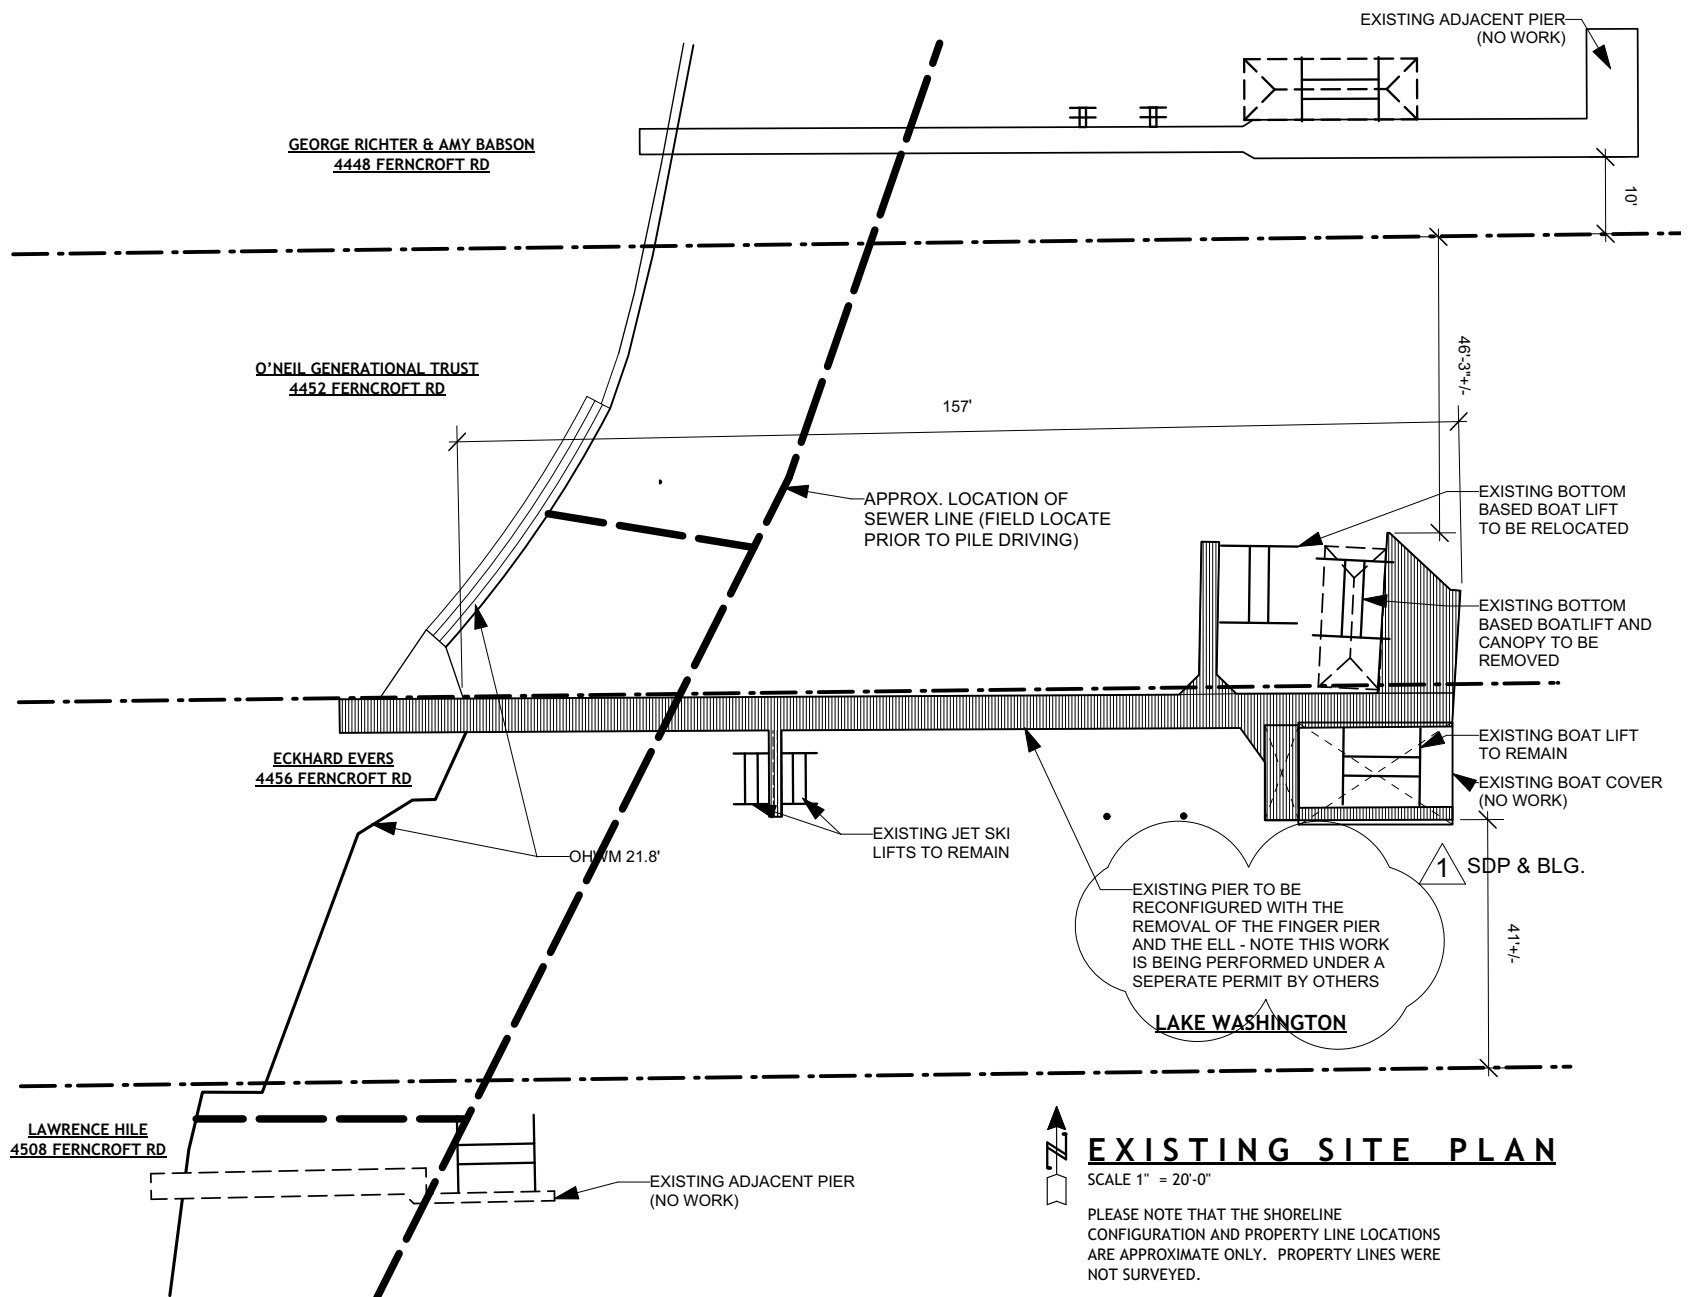 EXISTING ADJACENT PIER
(NO WORK)
GEORGE RICHTER & AMY BABSON
4448 FERNCROFT RD
10'
O'NEIL GENERATIONAL TRUST
4452 FERNCROFT RD
46'-3"+/-
157'
APPROX. LOCATION OF
SEWER LINE (FIELD LOCATE
PRIOR TO PILE DRIVING)
EXISTING BOTTOM
BASED BOAT LIFT
TO BE RELOCATED
EXISTING BOTTOM
BASED BOATLIFT AND
CANOPY TO BE
REMOVED
ECKHARD EVERS
4456 FERNCROFT RD
EXISTING BOAT LIFT
TO REMAIN
EXISTING BOAT COVER
(NO WORK)
EXISTING JET SKI
LIFTS TO REMAIN
OHWM 21.8'
1 SDP & BLG.
EXISTING PIER TO BE
RECONFIGURED WITH THE
REMOVAL OF THE FINGER PIER
AND THE ELL - NOTE THIS WORK
IS BEING PERFORMED UNDER A
SEPERATE PERMIT BY OTHERS
41'+/-
LAKE WASHINGTON
LAWRENCE HILE
4508 FERNCROFT RD
EXISTING ADJACENT PIER
(NO WORK)
N
EXISTING SITE PLAN
SCALE 1" = 20'-0"
PLEASE NOTE THAT THE SHORELINE
CONFIGURATION AND PROPERTY LINE LOCATIONS
ARE APPROXIMATE ONLY. PROPERTY LINES WERE
NOT SURVEYED.